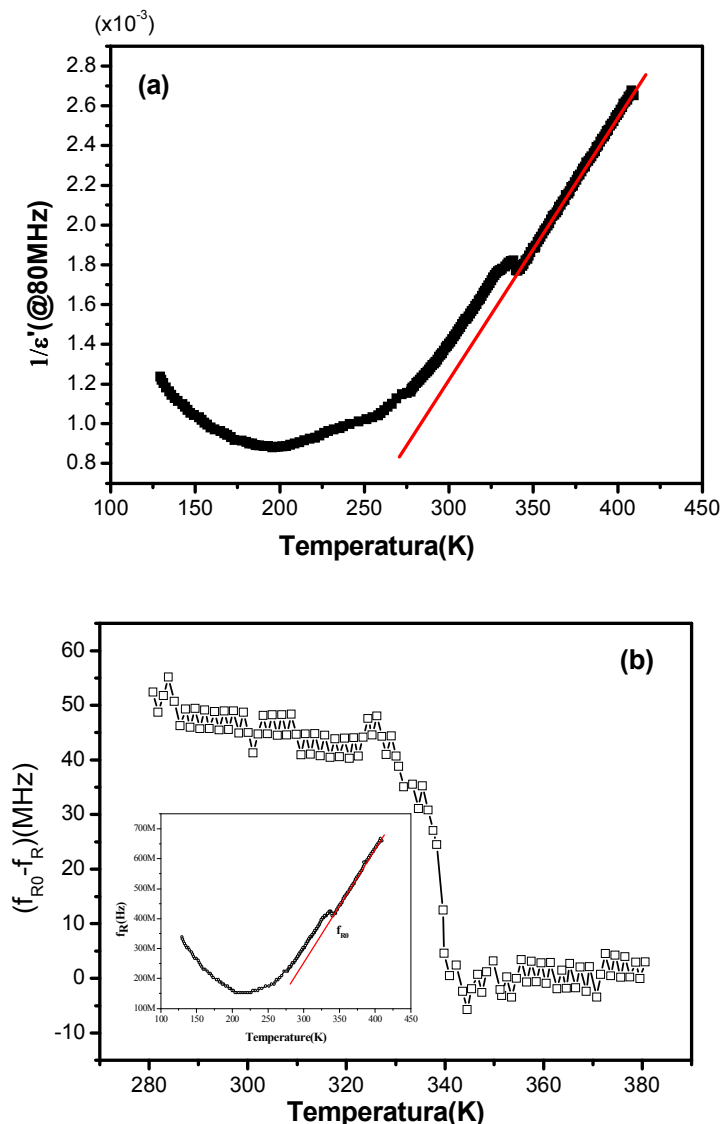 (x10⁻³)
(a)
2.8
2.6
2.4
2.2
2.0
1.8
1.6
1.4
1.2
1.0
0.8
1/ε'(@80MHz)
100 150 200 250 300 350 400 450
Temperatura(K)
(b)
60
50
40
30
20
10
0
-10
(f_R0-f_R)(MHz)
700M
600M
500M
400M
300M
200M
100M
f_R(Hz)
f_R0
100 150 200 250 300 350 400 450
Temperature(K)
280 300 320 340 360 380
Temperatura(K)